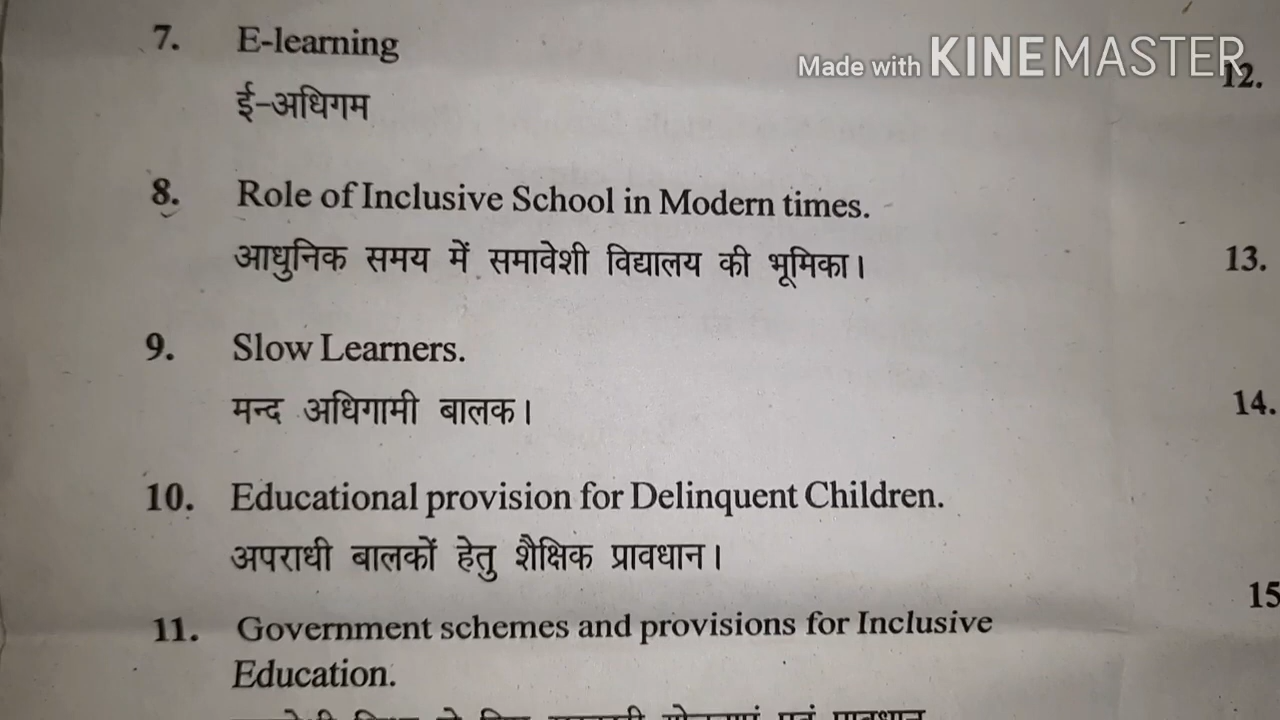 Made with KINEMASTER
7. E-learning
ई-अधिगम
8. Role of Inclusive School in Modern times.
आधुनिक समय में समावेशी विद्यालय की भूमिका।
9. Slow Learners.
मन्द अधिगामी बालक।
10. Educational provision for Delinquent Children.
अपराधी बालकों हेतु शैक्षिक प्रावधान।
11. Government schemes and provisions for Inclusive
Education.
12.
13.
14.
15